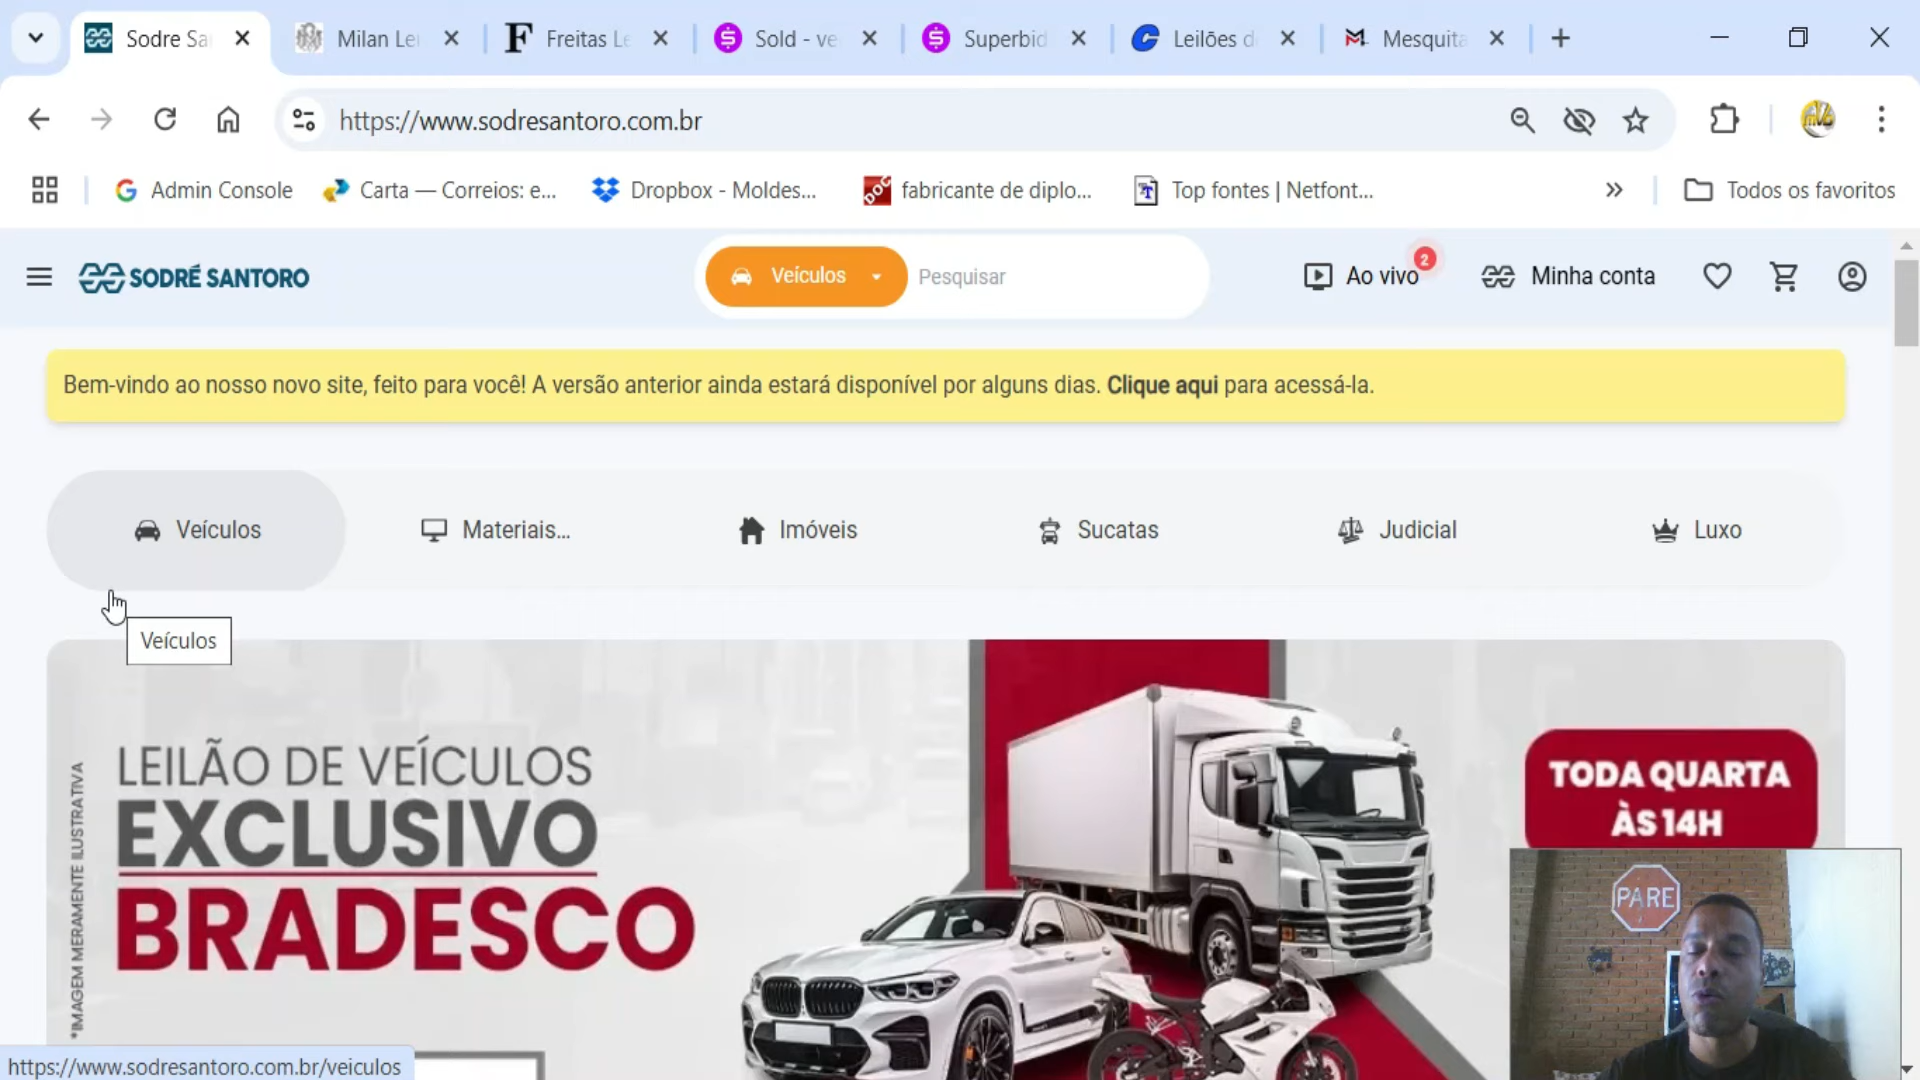 Sodre Sa
Milan Le
Freitas Le
Sold - ve
Superbid
Leilões d
Mesquita
https://www.sodresantoro.com.br
Admin Console
Carta — Correios: e...
Dropbox - Moldes...
fabricante de diplo...
Top fontes | Netfont...
Todos os favoritos
SODRÉ SANTORO
Veículos
Pesquisar
Ao vivo
2
Minha conta
Bem-vindo ao nosso novo site, feito para você! A versão anterior ainda estará disponível por alguns dias. Clique aqui para acessá-la.
Veículos
Materiais...
Imóveis
Sucatas
Judicial
Luxo
Veículos
LEILÃO DE VEÍCULOS
EXCLUSIVO
BRADESCO
*IMAGEM MERAMENTE ILUSTRATIVA
TODA QUARTA
ÀS 14H
PARE
https://www.sodresantoro.com.br/veiculos